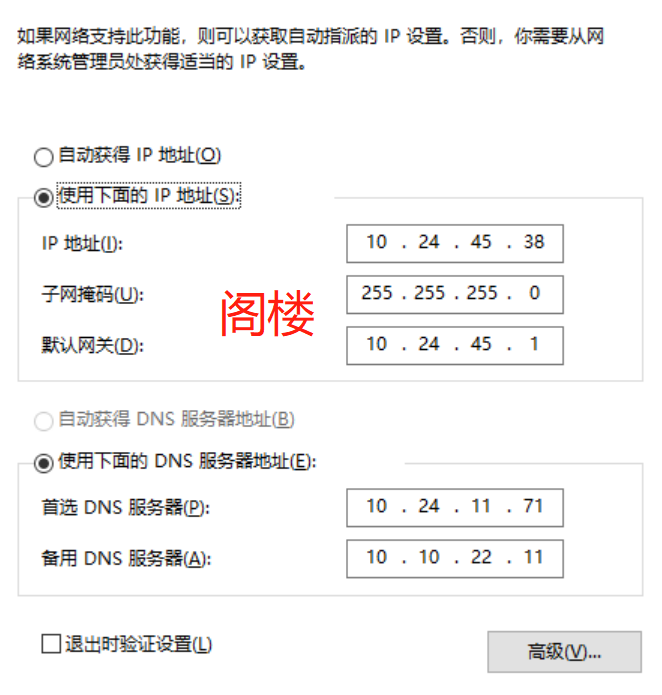 如果网络支持此功能，则可以获取自动指派的 IP 设置。否则，你需要从网
络系统管理员处获得适当的 IP 设置。
自动获得 IP 地址(O)
使用下面的 IP 地址(S):
IP 地址(I): 10 . 24 . 45 . 38
子网掩码(U): 255 . 255 . 255 . 0
阁楼
默认网关(D): 10 . 24 . 45 . 1
自动获得 DNS 服务器地址(B)
使用下面的 DNS 服务器地址(E):
首选 DNS 服务器(P): 10 . 24 . 11 . 71
备用 DNS 服务器(A): 10 . 10 . 22 . 11
退出时验证设置(L)
高级(V)...